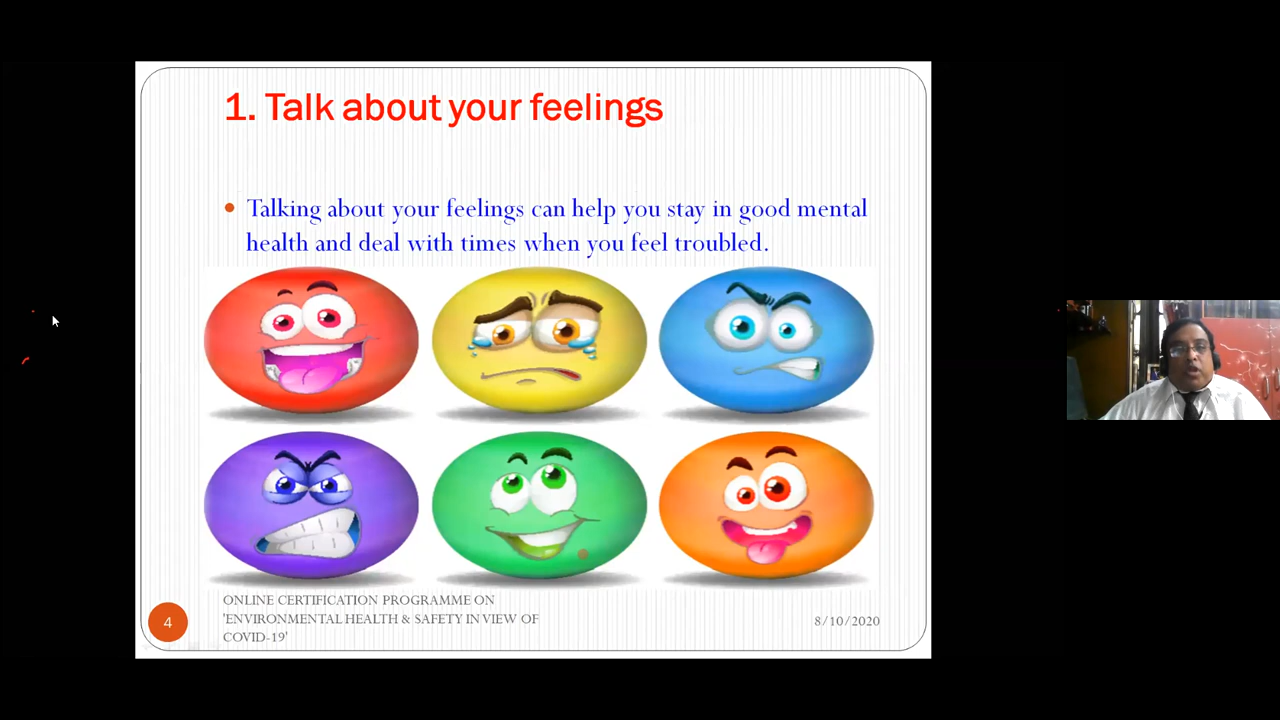 1. Talk about your feelings
Talking about your feelings can help you stay in good mental
health and deal with times when you feel troubled.
ONLINE CERTIFICATION PROGRAMME ON
'ENVIRONMENTAL HEALTH & SAFETY IN VIEW OF
COVID-19'
4
8/10/2020